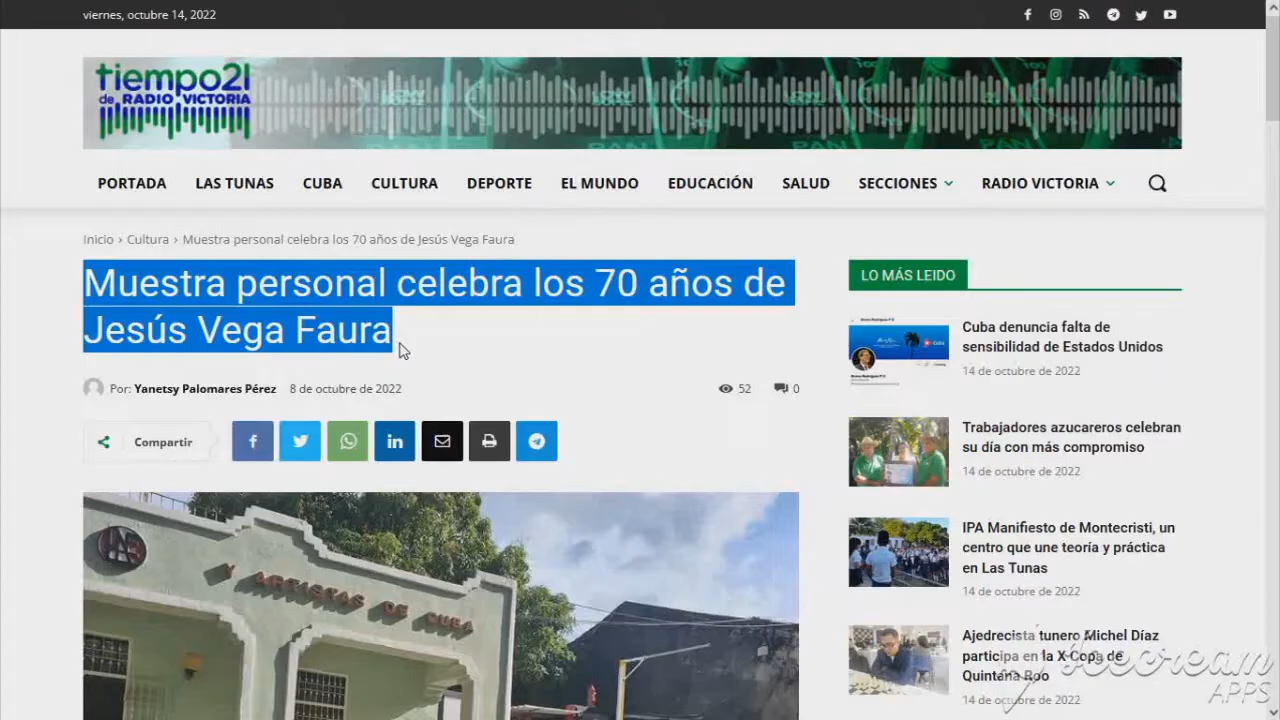 viernes, octubre 14, 2022
tiempo21
de RADIO VICTORIA
PORTADA LAS TUNAS CUBA CULTURA DEPORTE EL MUNDO EDUCACIÓN SALUD SECCIONES RADIO VICTORIA
Inicio › Cultura › Muestra personal celebra los 70 años de Jesús Vega Faura
Muestra personal celebra los 70 años de
Jesús Vega Faura
Por: Yanesy Palomares Pérez 8 de octubre de 2022 52 0
Compartir
Y ARTISTAS DE CUBA
LO MÁS LEIDO
Cuba denuncia falta de
sensibilidad de Estados Unidos
14 de octubre de 2022
Trabajadores azucareros celebran
su día con más compromiso
14 de octubre de 2022
IPA Manifiesto de Montecristi, un
centro que une teoría y práctica
en Las Tunas
14 de octubre de 2022
Ajedrecista tunero Michel Díaz
participa en la X Copa de
Quintana Roo
14 de octubre de 2022
Icecream
APPS